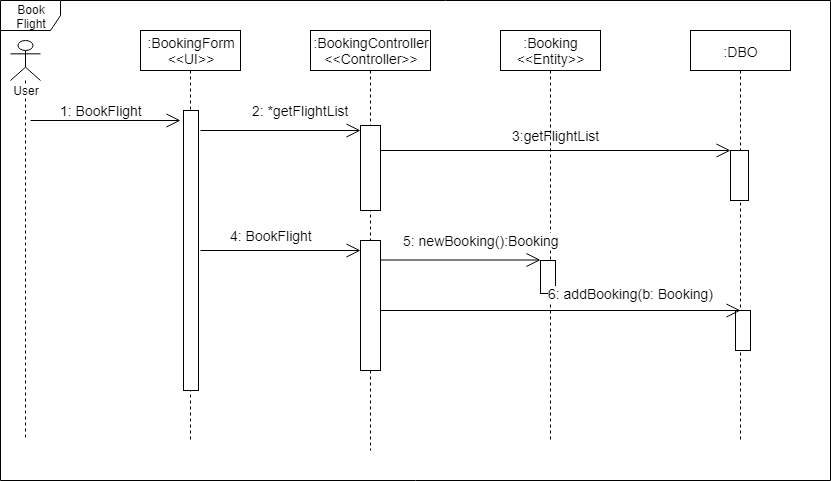 Book
Flight
User
:BookingForm
<<UI>>
:BookingController
<<Controller>>
:Booking
<<Entity>>
:DBO
1: BookFlight
2: *getFlightList
3:getFlightList
4: BookFlight
5: newBooking():Booking
6: addBooking(b: Booking)